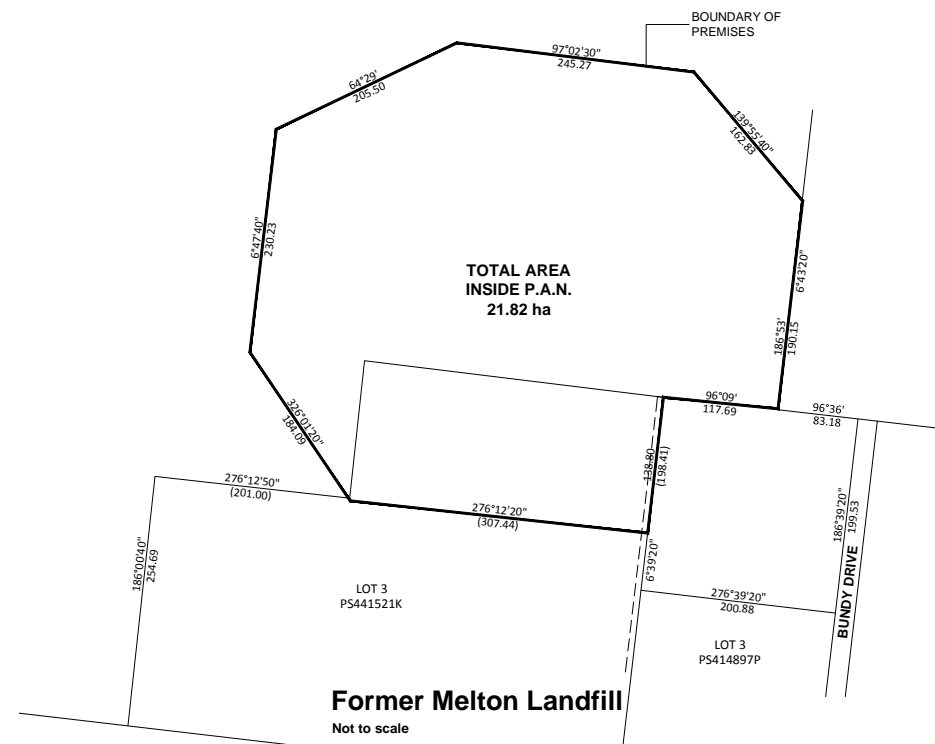 BOUNDARY OF
PREMISES
97°02'30"
245.27
64°29'
205.50
139°55'40"
162.83
6°47'40"
230.23
TOTAL AREA
INSIDE P.A.N.
21.82 ha
6°43'20"
186°53'
190.15
326°01'20"
184.09
96°09'
117.69
96°36'
83.18
138.80
(198.41)
276°12'50"
(201.00)
276°12'20"
(307.44)
186°39'20"
199.53
186°00'40"
254.69
6°39'20"
276°39'20"
200.88
BUNDY DRIVE
LOT 3
PS441521K
LOT 3
PS414897P
Former Melton Landfill
Not to scale